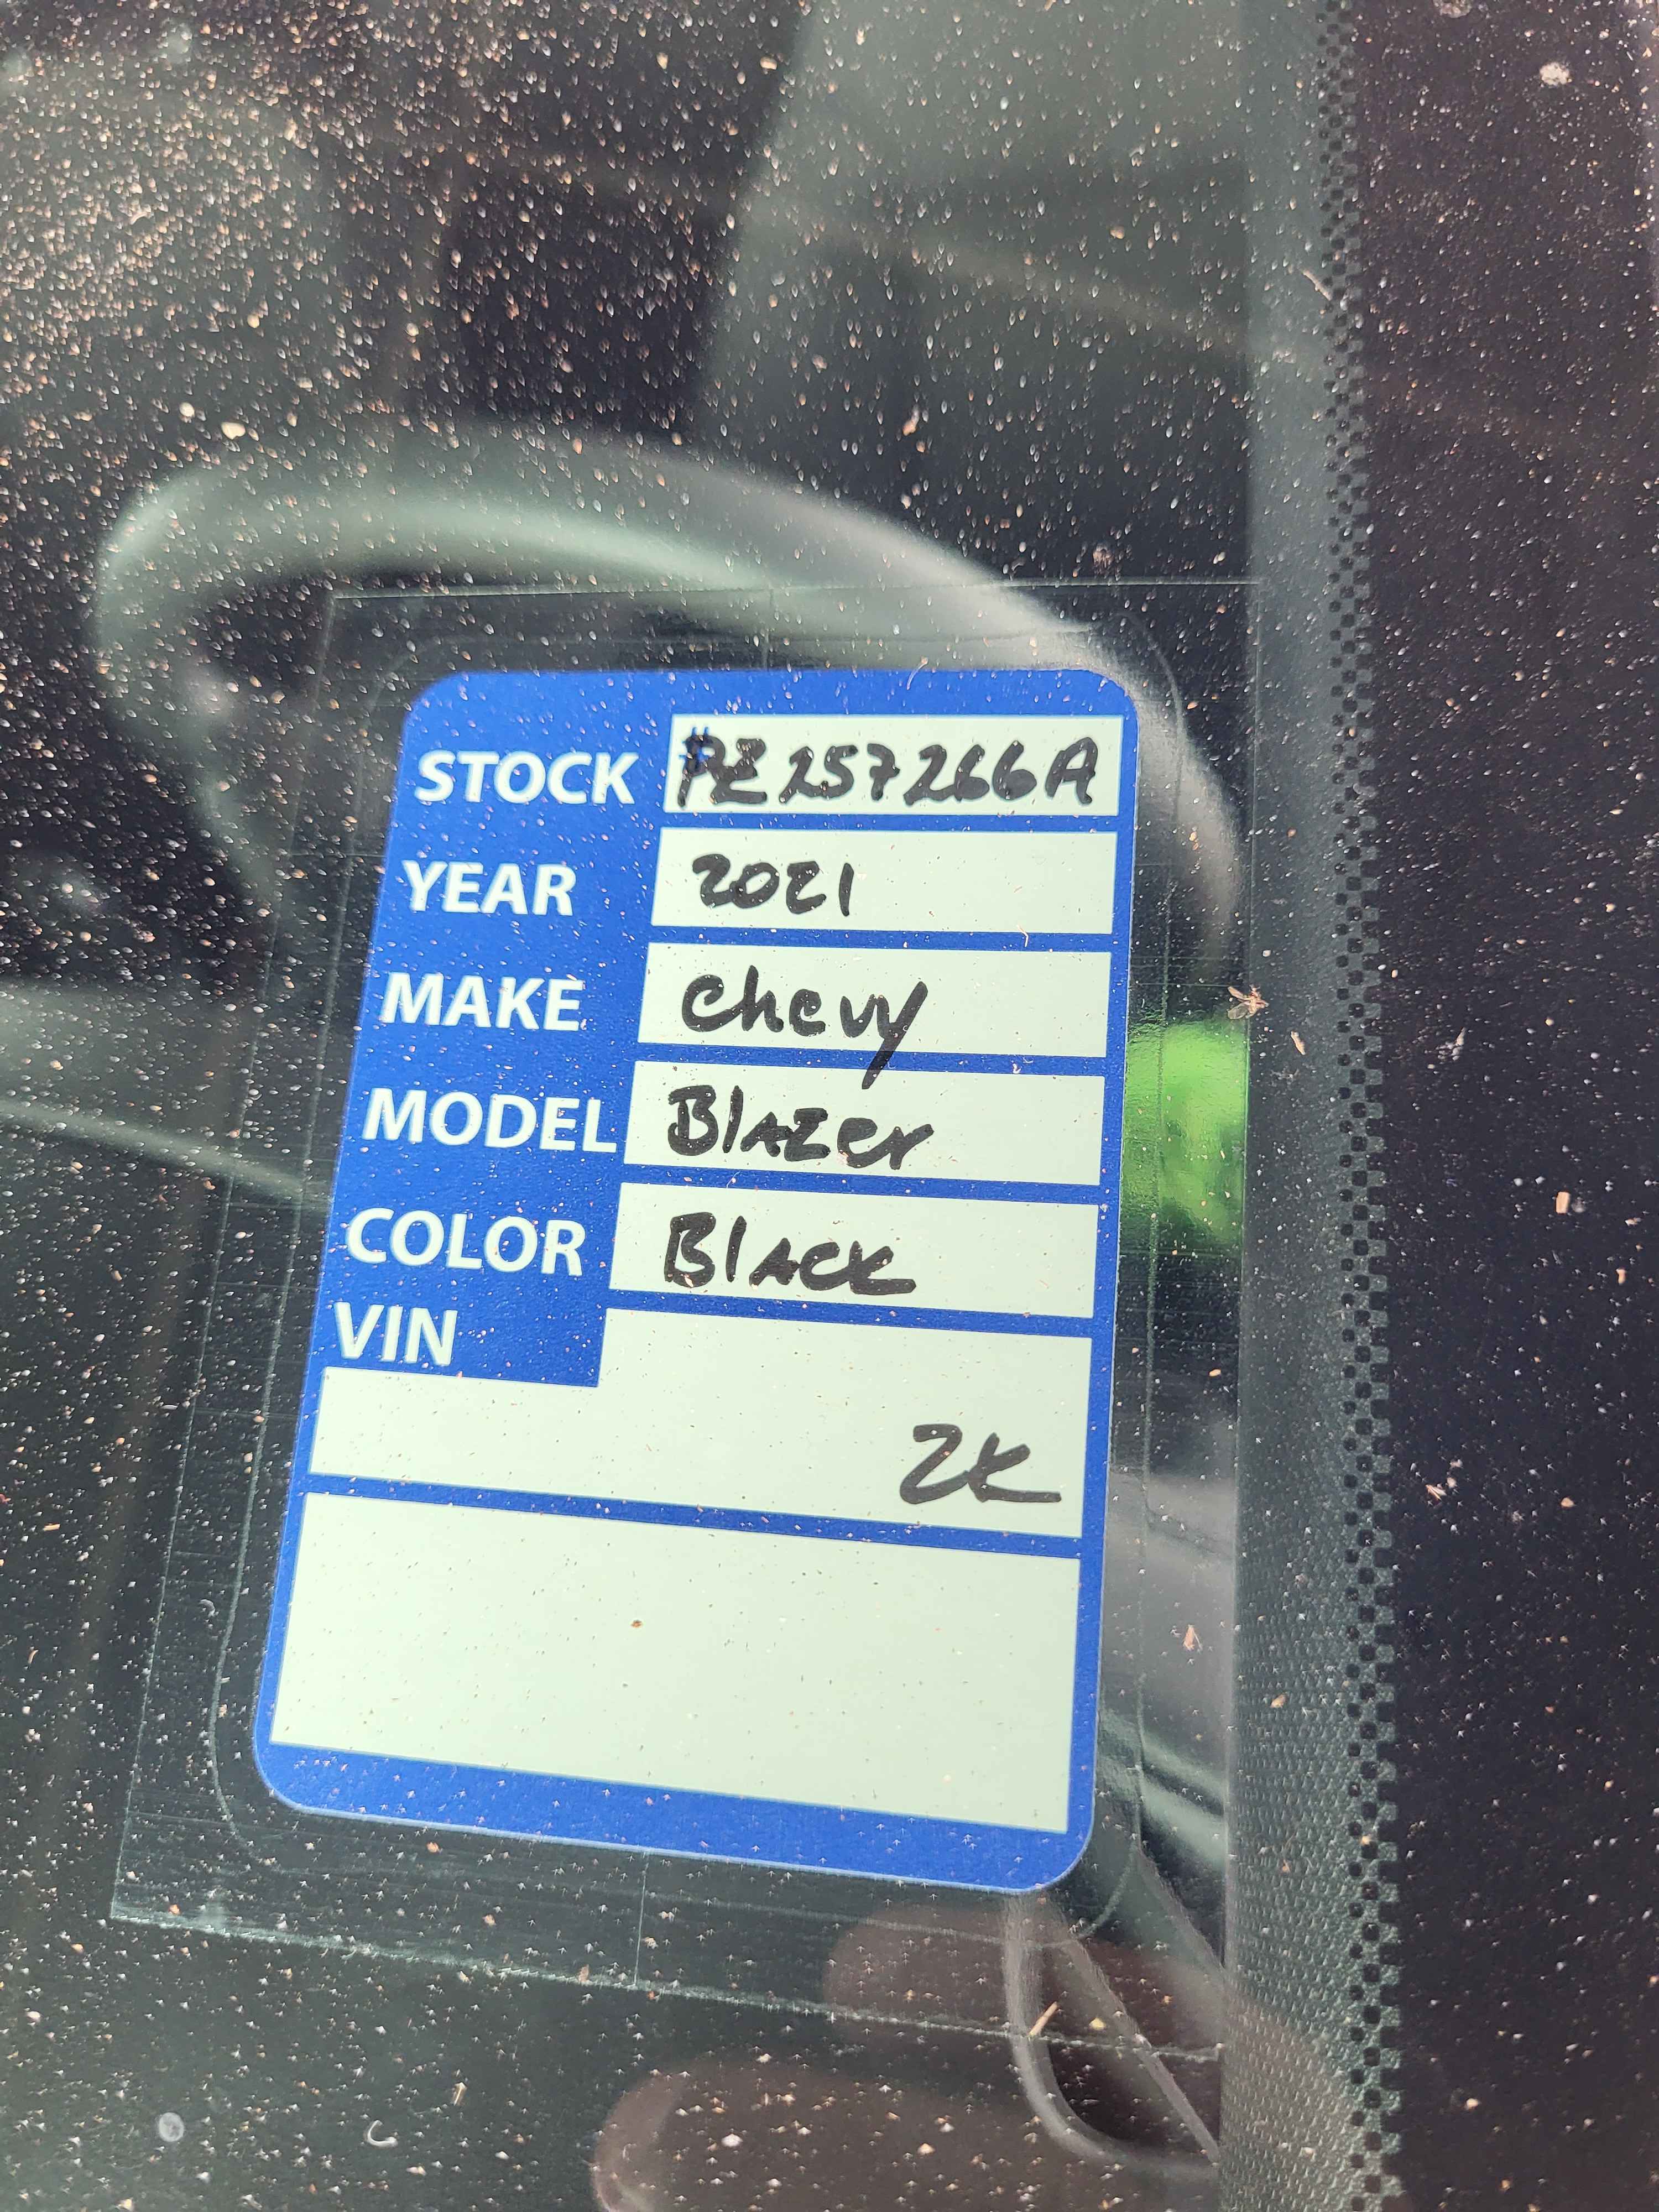 STOCK #PZ257266A
YEAR 2021
MAKE Chevy
MODEL Blazer
COLOR Black
VIN
2K